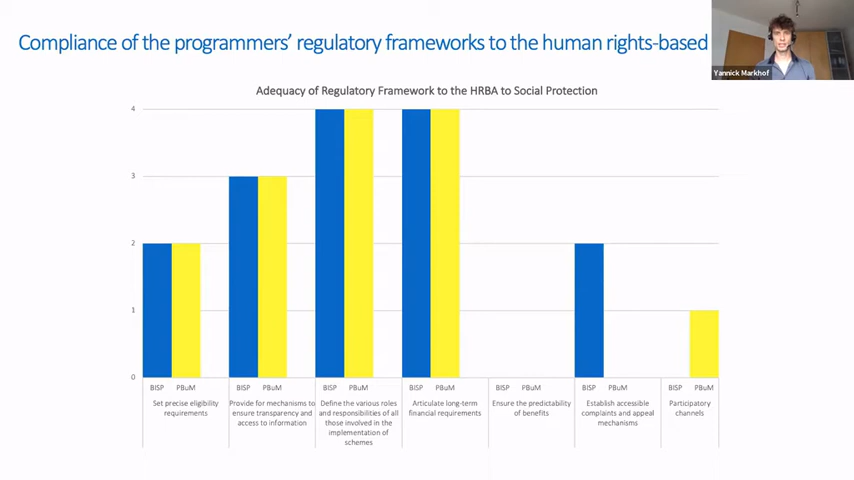 Compliance of the programmers' regulatory frameworks to the human rights-based
Yannick Markhof
Adequacy of Regulatory Framework to the HRBA to Social Protection
4
3
2
1
0
BISP PBuM BISP PBuM BISP PBuM BISP PBuM BISP PBuM BISP PBuM BISP PBuM
Set precise eligibility
requirements
Provide for mechanisms to
ensure transparency and
access to information
Define the various roles
and responsibilities of all
those involved in the
implementation of
schemes
Articulate long-term
financial requirements
Ensure the predictability
of benefits
Establish accessible
complaints and appeal
mechanisms
Participatory
channels